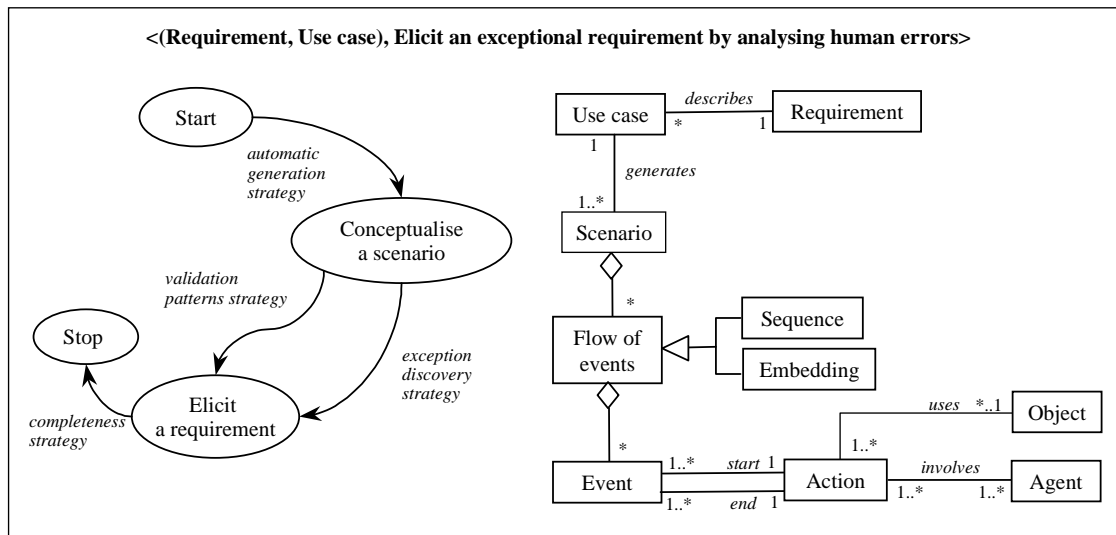 <(Requirement, Use case), Elicit an exceptional requirement by analysing human errors>
Start
automatic
generation
strategy
Conceptualise
a scenario
validation
patterns strategy
Stop
exception
discovery
strategy
Elicit
a requirement
completeness
strategy
Use case
describes
*
1
Requirement
1
generates
1..*
Scenario
*
Flow of
events
Sequence
Embedding
*
Event
1..*
start
1
1..*
end
1
Action
uses
*..1
1..*
Object
involves
1..*
1..*
Agent